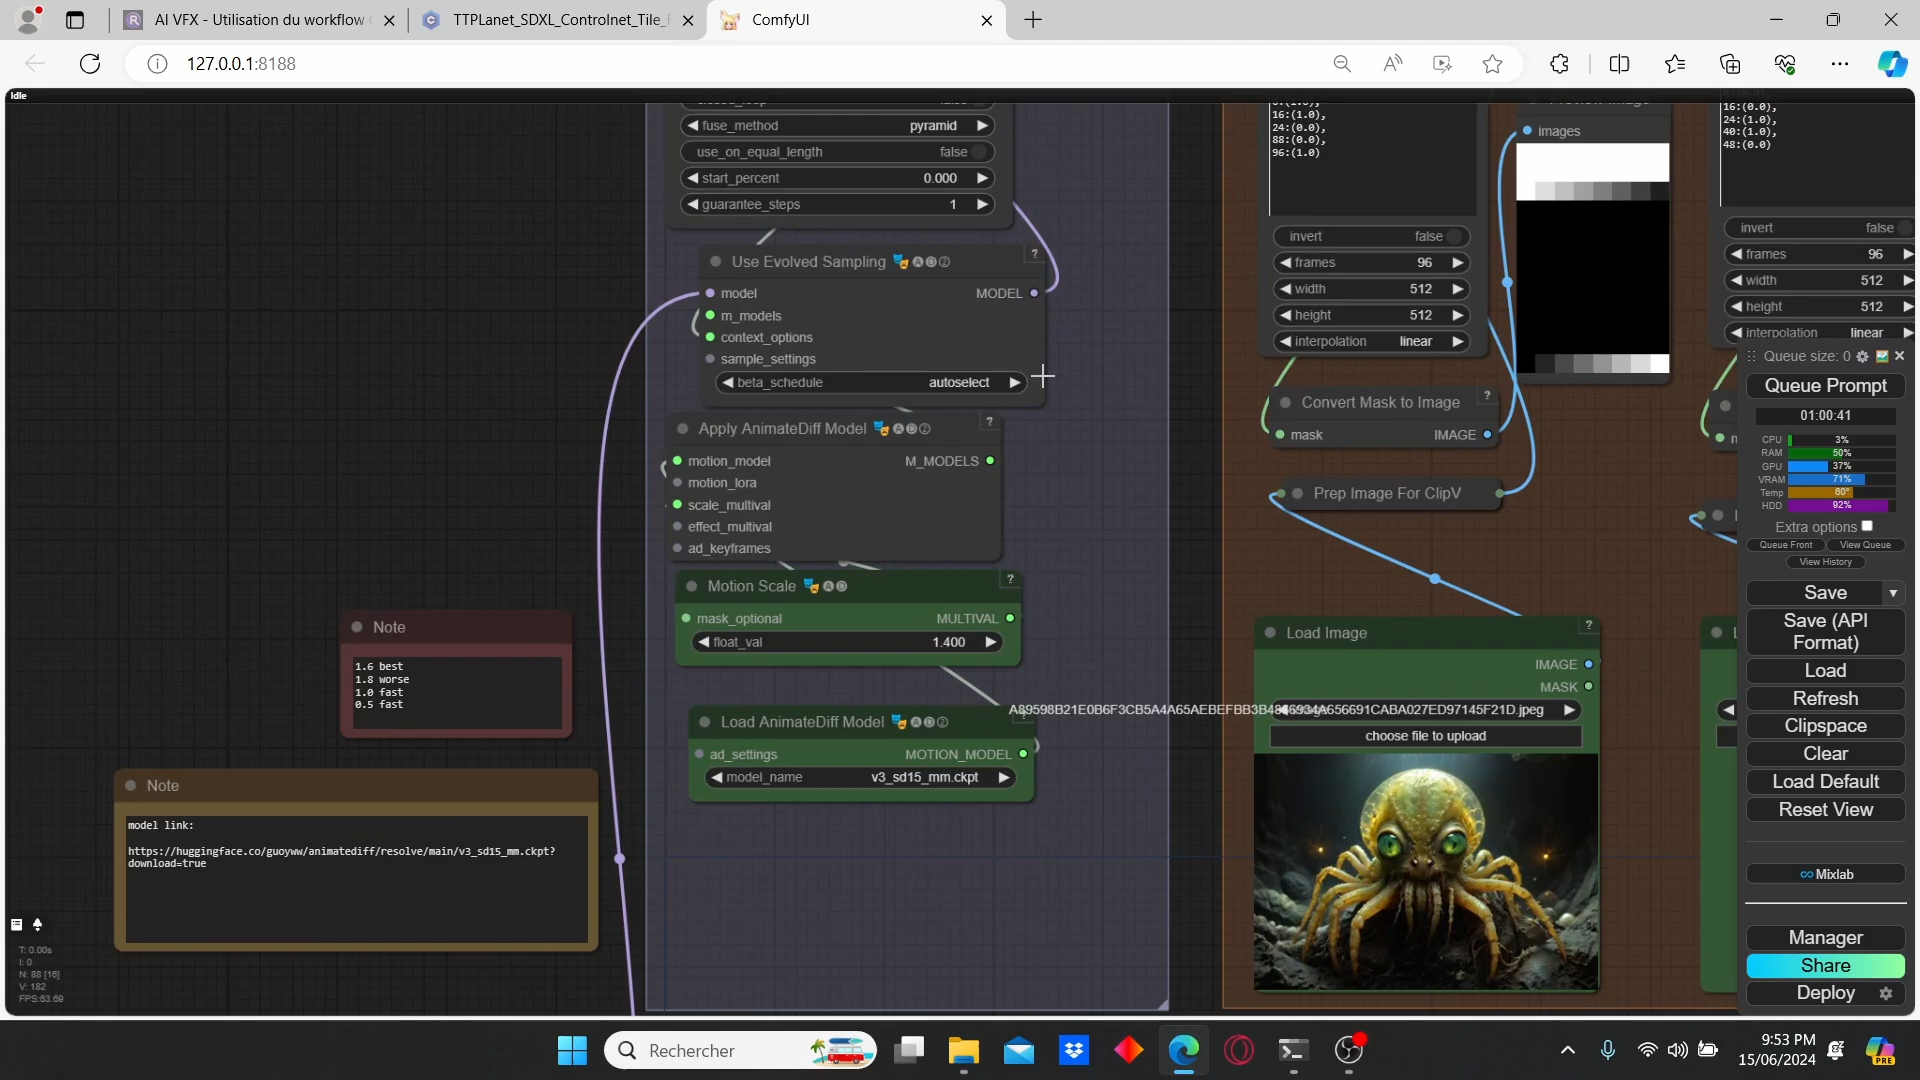 AI VFX - Utilisation du workflow
TTPLanet_SDXL_Controlnet_Tile_
ComfyUI
127.0.0.1:8188
Idle
fuse_method pyramid
use_on_equal_length false
start_percent 0.000
guarantee_steps 1
Use Evolved Sampling
?
model MODEL
m_models
context_options
sample_settings
beta_schedule autoselect
Apply AnimateDiff Model
?
motion_model M_MODELS
motion_lora
scale_multival
effect_multival
ad_keyframes
Motion Scale
?
mask_optional MULTIVAL
float_val 1.400
Load AnimateDiff Model
ad_settings MOTION_MODEL
model_name v3_sd15_mm.ckpt
Note
1.6 best
1.8 worse
1.0 fast
0.5 fast
Note
model link:
https://huggingface.co/guoyww/animatediff/resolve/main/v3_sd15_mm.ckpt?
download=true
T: 0.00s
I: 0
N: 88 [16]
V: 182
FPS:63.69
16:(1.0),
24:(0.0),
88:(0.0),
96:(1.0)
invert false
frames 96
width 512
height 512
interpolation linear
Convert Mask to Image
?
mask IMAGE
Prep Image For ClipV
Load Image
?
IMAGE
MASK
choose file to upload
Preview Image
images
16:(0.0),
24:(1.0),
40:(1.0),
48:(0.0)
invert false
frames 96
width 512
height 512
interpolation linear
Queue size: 0
Queue Prompt
01:00:41
CPU 3%
RAM 50%
GPU 37%
VRAM 71%
Temp 60°
HDD 92%
Extra options
Queue Front View Queue
View History
Save
Save (API
Format)
Load
Refresh
Clipspace
Clear
Load Default
Reset View
Mixlab
Manager
Share
Deploy
Rechercher
9:53 PM
15/06/2024
PRE